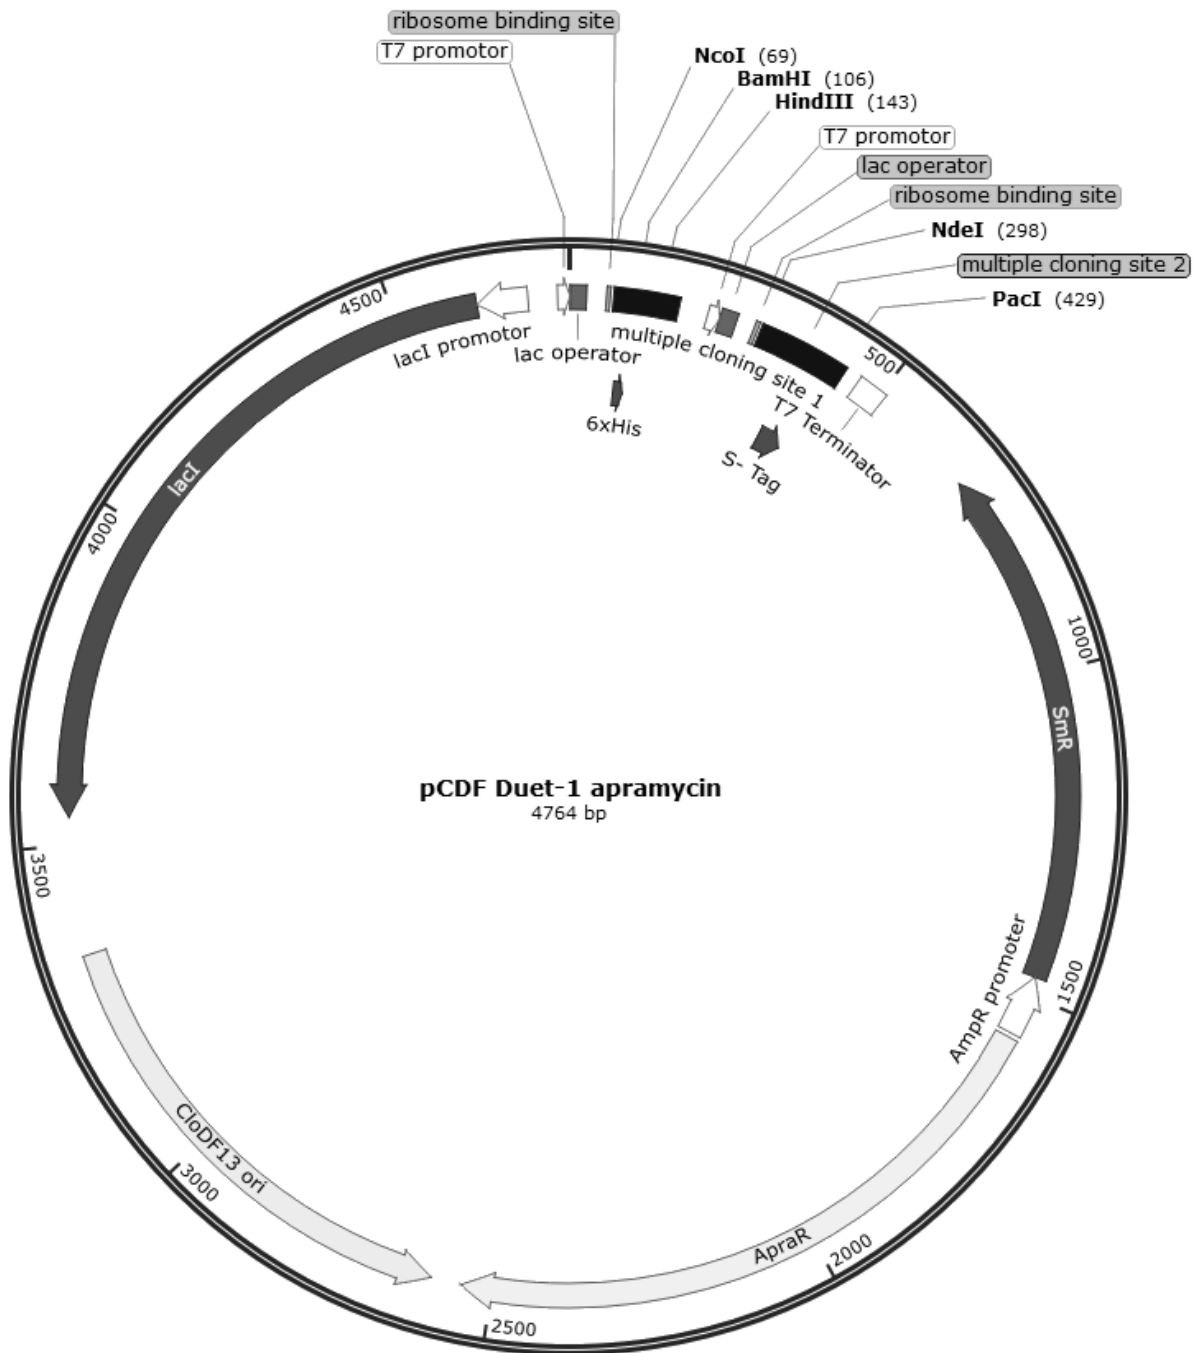 ribosome binding site
T7 promotor
NcoI (69)
BamHI (106)
HindIII (143)
T7 promotor
lac operator
ribosome binding site
NdeI (298)
multiple cloning site 2
PacI (429)
4500
lacI promotor
lac operator
multiple cloning site 1
500
6xHis
T7 Terminator
S- Tag
lacI
4000
1000
SmR
pCDF Duet-1 apramycin
4764 bp
3500
AmpR promoter
1500
CloDF13 ori
3000
ApraR
2000
2500